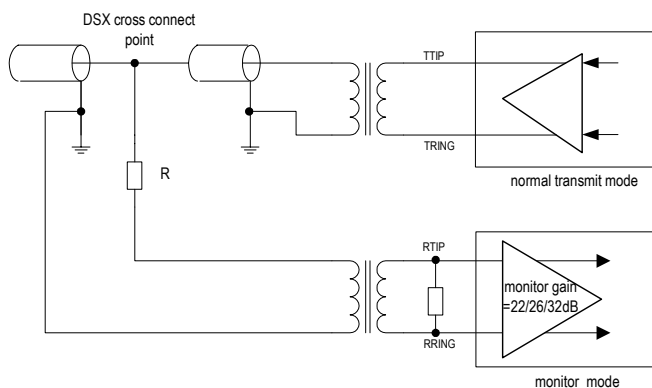 DSX cross connect
point
TTIP
TRING
normal transmit mode
R
RTIP
monitor gain
=22/26/32dB
RRING
monitor mode